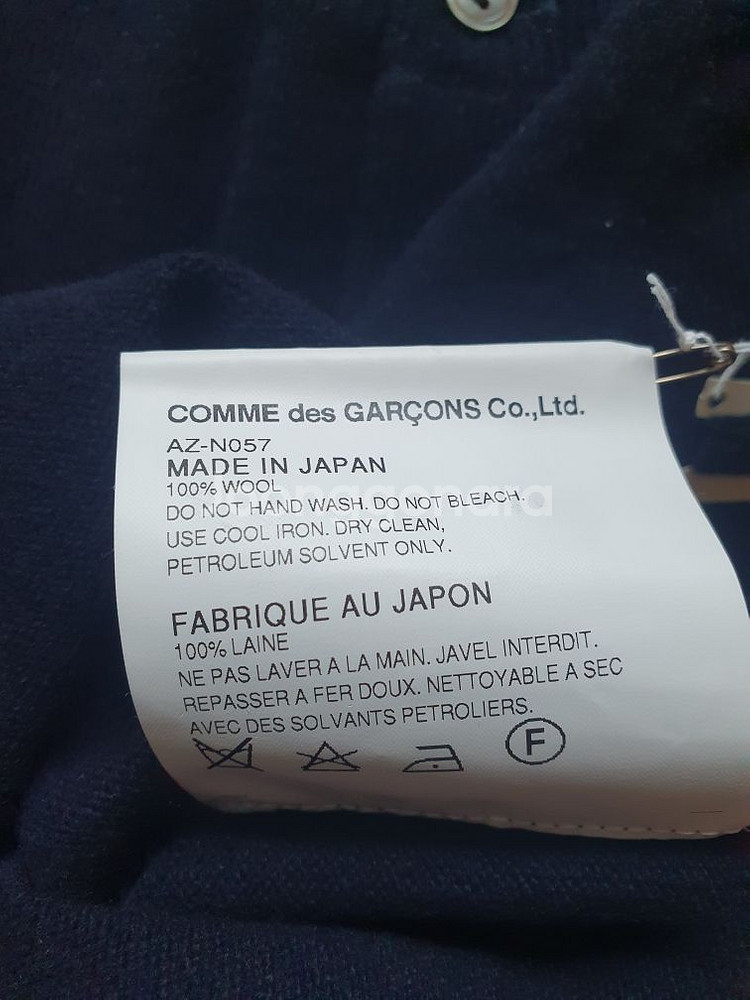 COMME des GARÇONS Co.,Ltd.
AZ-N057
MADE IN JAPAN
100% WOOL
DO NOT HAND WASH. DO NOT BLEACH.
USE COOL IRON. DRY CLEAN,
PETROLEUM SOLVENT ONLY.
FABRIQUE AU JAPON
100% LAINE
NE PAS LAVER A LA MAIN. JAVEL INTERDIT.
REPASSER A FER DOUX. NETTOYABLE A SEC
AVEC DES SOLVANTS PETROLIERS.
F